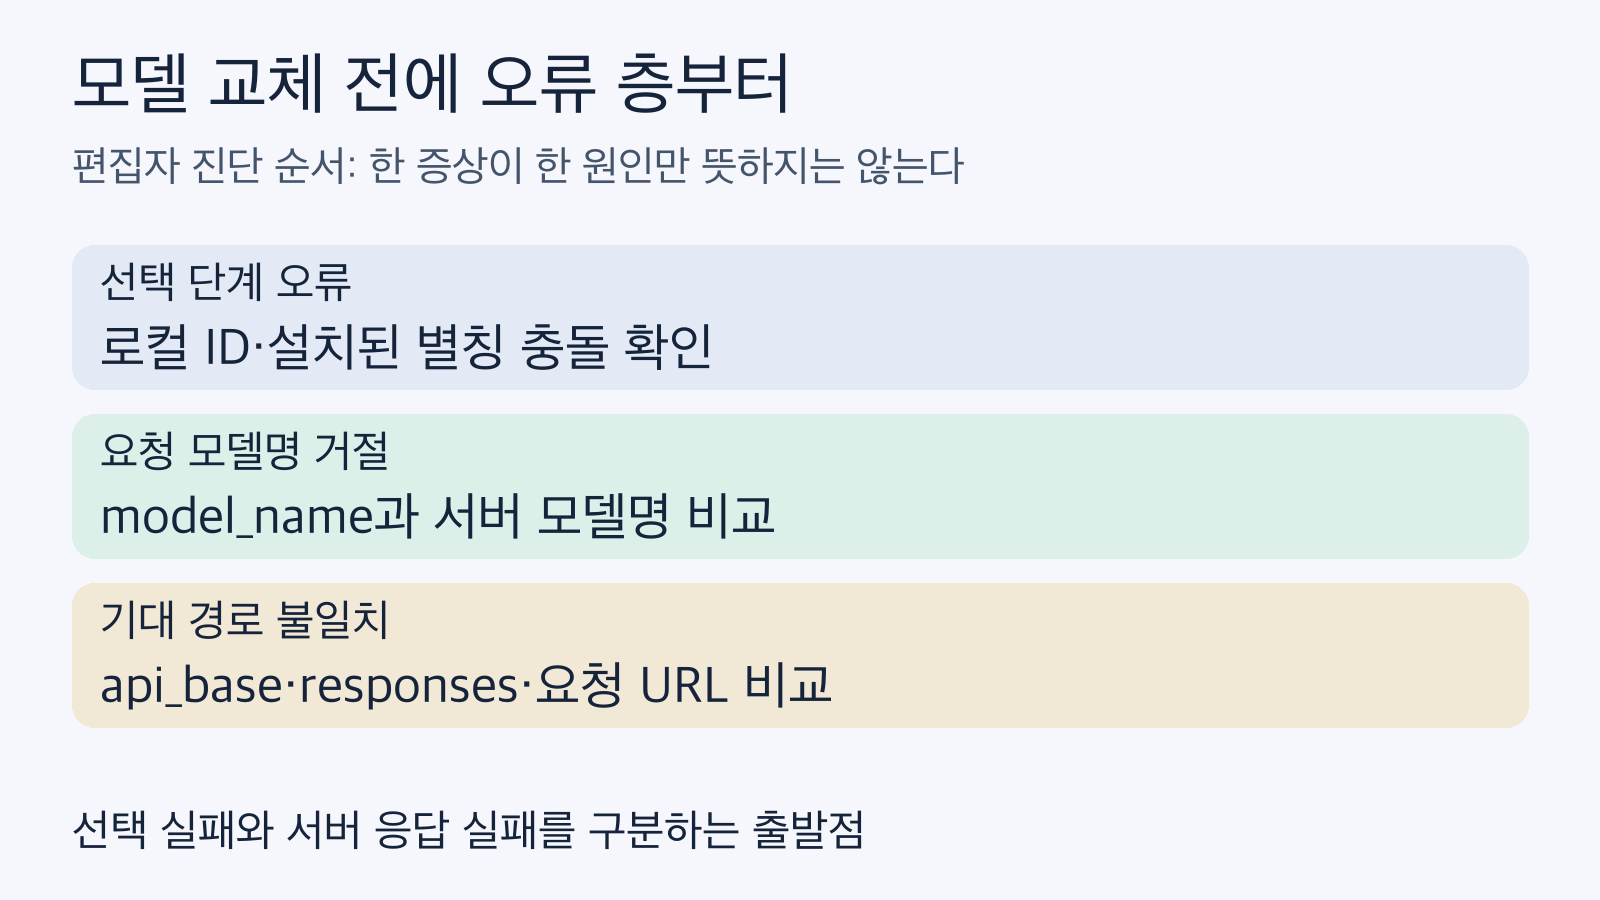 모델 교체 전에 오류 층부터
편집자 진단 순서: 한 증상이 한 원인만 뜻하지는 않는다
선택 단계 오류
로컬 ID·설치된 별칭 충돌 확인
요청 모델명 거절
model_name과 서버 모델명 비교
기대 경로 불일치
api_base·responses·요청 URL 비교
선택 실패와 서버 응답 실패를 구분하는 출발점